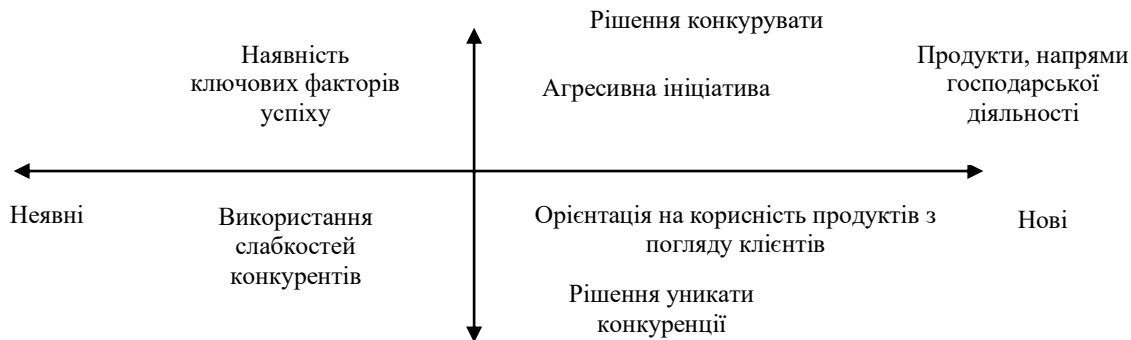 Рішення конкурувати
Наявність
ключових факторів
успіху
Агресивна ініціатива
Продукти, напрями
господарської
діяльності
Неявні
Використання
слабкостей
конкурентів
Орієнтація на корисність продуктів з
погляду клієнтів
Нові
Рішення уникати
конкуренції